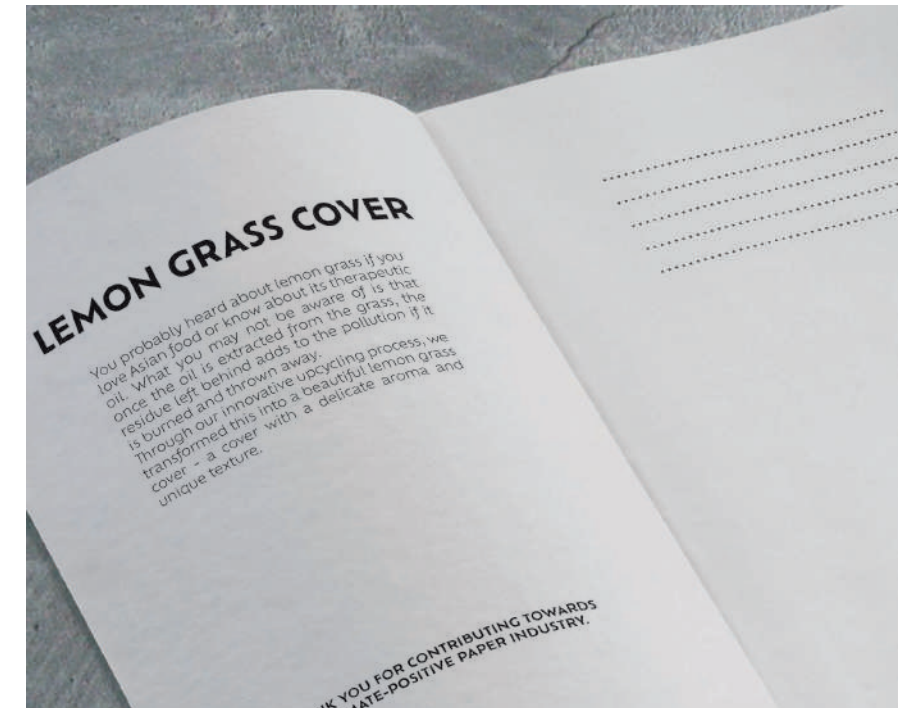 LEMON GRASS COVER
You probably heard about lemon grass if you
love Asian food or know about its therapeutic
oil. What you may not be aware of is that
once the oil is extracted from the grass, the
residue left behind adds to the pollution if it
is burned and thrown away.
Through our innovative upcycling process, we
transformed this into a beautiful lemon grass
cover - a cover with a delicate aroma and
unique texture.
YOU FOR CONTRIBUTING TOWARDS
PAPER INDUSTRY.